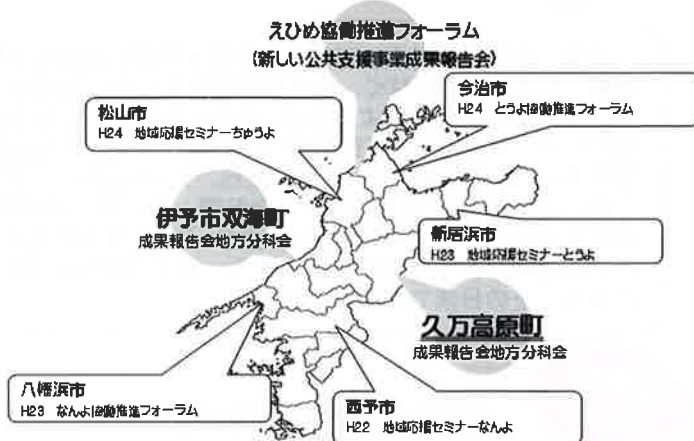 えひめ協働推進フォーラム
(新しい公共支援事業成果報告会)
今治市
H24 とうよ協働推進フォーラム
松山市
H24 地域応援セミナーちゅうよ
伊予市双海町
成果報告会地方分科会
新居浜市
H23 地域応援セミナーとうよ
久万高原町
成果報告会地方分科会
八幡浜市
H23 なんよ協働推進フォーラム
西予市
H22 地域応援セミナーなんよ